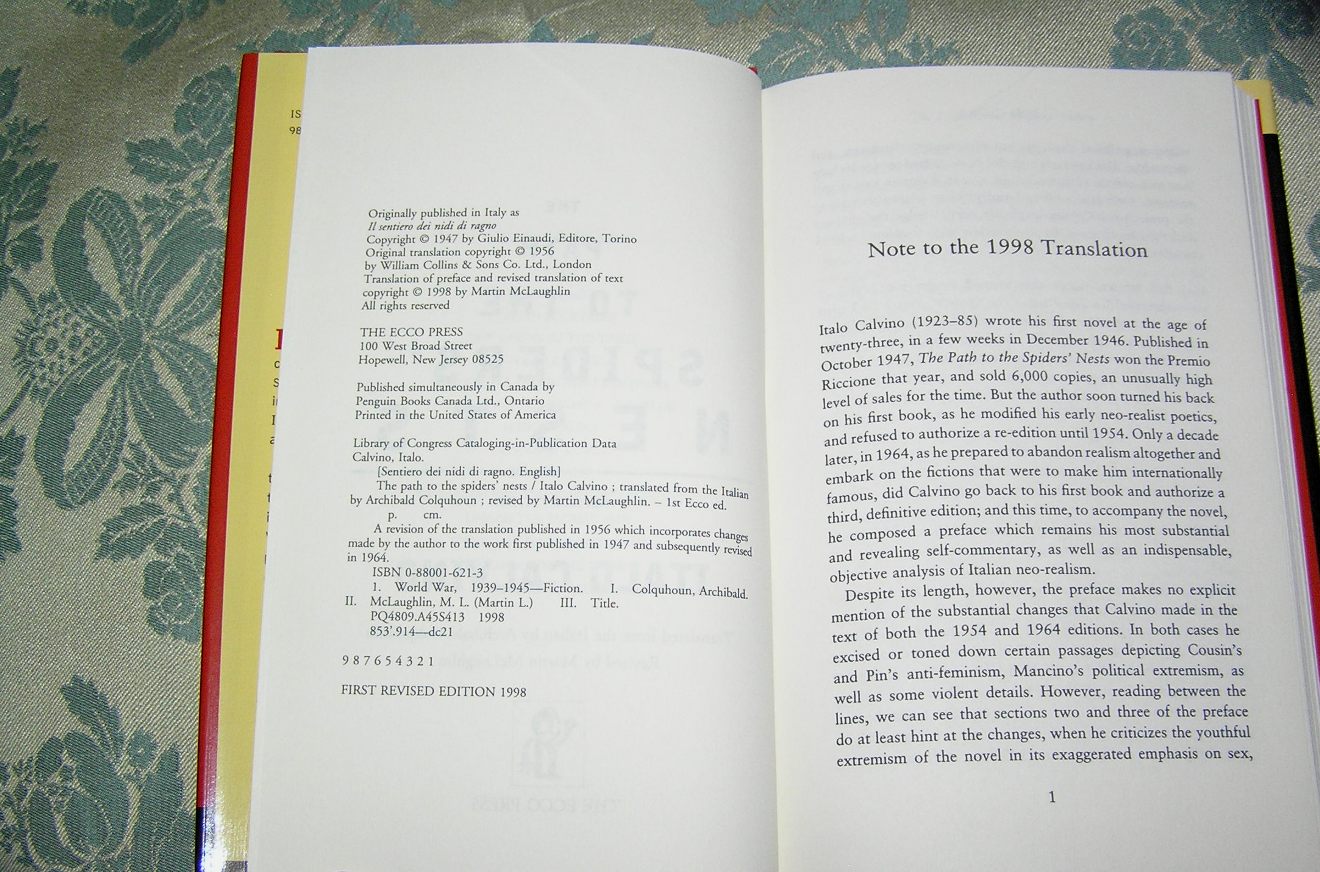 IS
98
Originally published in Italy as
Il sentiero dei nidi di ragno
Copyright © 1947 by Giulio Einaudi, Editore, Torino
Original translation copyright © 1956
by William Collins & Sons Co. Ltd., London
Translation of preface and revised translation of text
copyright © 1998 by Martin McLaughlin
All rights reserved
THE ECCO PRESS
100 West Broad Street
Hopewell, New Jersey 08525
Published simultaneously in Canada by
Penguin Books Canada Ltd., Ontario
Printed in the United States of America
Library of Congress Cataloging-in-Publication Data
Calvino, Italo.
[Sentiero dei nidi di ragno. English]
The path to the spiders' nests / Italo Calvino ; translated from the Italian
by Archibald Colquhoun ; revised by Martin McLaughlin. – 1st Ecco ed.
p. cm.
A revision of the translation published in 1956 which incorporates changes
made by the author to the work first published in 1947 and subsequently revised
in 1964.
ISBN 0-88001-621-3
1. World War, 1939–1945—Fiction. I. Colquhoun, Archibald.
II. McLaughlin, M. L. (Martin L.) III. Title.
PQ4809.A45S413 1998
853'.914—dc21
9 8 7 6 5 4 3 2 1
FIRST REVISED EDITION 1998
Note to the 1998 Translation
Italo Calvino (1923–85) wrote his first novel at the age of
twenty-three, in a few weeks in December 1946. Published in
October 1947, The Path to the Spiders' Nests won the Premio
Riccione that year, and sold 6,000 copies, an unusually high
level of sales for the time. But the author soon turned his back
on his first book, as he modified his early neo-realist poetics,
and refused to authorize a re-edition until 1954. Only a decade
later, in 1964, as he prepared to abandon realism altogether and
embark on the fictions that were to make him internationally
famous, did Calvino go back to his first book and authorize a
third, definitive edition; and this time, to accompany the novel,
he composed a preface which remains his most substantial
and revealing self-commentary, as well as an indispensable,
objective analysis of Italian neo-realism.
Despite its length, however, the preface makes no explicit
mention of the substantial changes that Calvino made in the
text of both the 1954 and 1964 editions. In both cases he
excised or toned down certain passages depicting Cousin's
and Pin's anti-feminism, Mancino's political extremism, as
well as some violent details. However, reading between the
lines, we can see that sections two and three of the preface
do at least hint at the changes, when he criticizes the youthful
extremism of the novel in its exaggerated emphasis on sex,
1